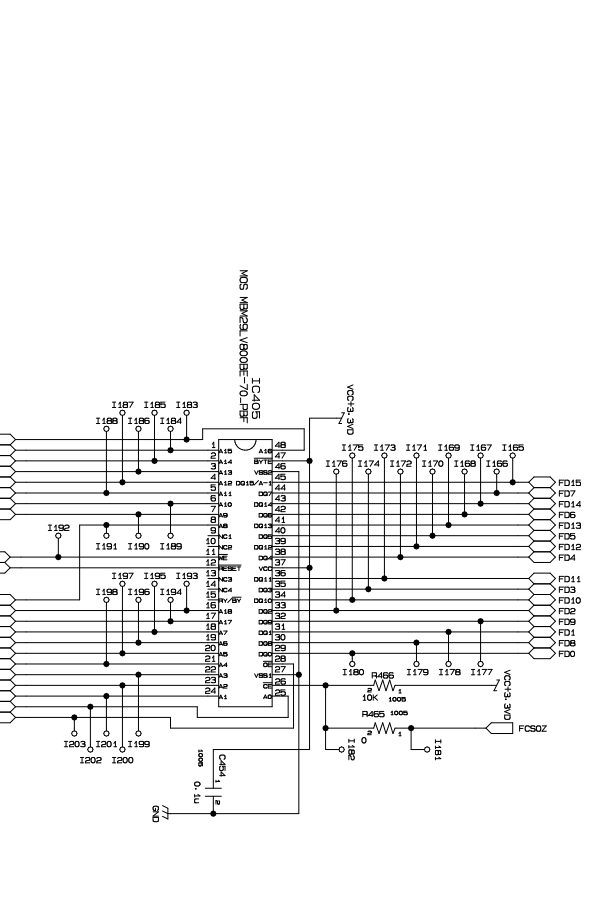 MOS MBM29LV800BE-70_PBF
IC405
VCC+3.3VD
I187 I185 I183
I188 I186 I184
I175 I173 I171 I169 I167 I165
I176 I174 I172 I170 I168 I166
1 A15
2 A14
3 A13
4 A12
5 A11
6 A10
7 A9
8 A8
9 NC1
10 NC2
11 WE
12 RESET
13 NC3
14 NC4
15 RY/BY
16 A18
17 A17
18 A7
19 A6
20 A5
21 A4
22 A3
23 A2
24 A1
A16 48
BYTE 47
VSS2 46
DQ15/A-1 45
DQ7 44
DQ14 43
DQ6 42
DQ13 41
DQ5 40
DQ12 39
DQ4 38
VCC 37
DQ11 36
DQ3 35
DQ10 34
DQ2 33
DQ9 32
DQ1 31
DQ8 30
DQ0 29
OE 28
VSS1 27
CE 26
A0 25
FD15
FD7
FD14
FD6
FD13
FD5
FD12
FD4
FD11
FD3
FD10
FD2
FD9
FD1
FD8
FD0
I192
I191 I190 I189
I197 I195 I193
I198 I196 I194
I180 I179 I178 I177
R466
2 1
10K 1005
VCC+3.3VD
R465 1005
2 1
0
FCS0Z
I182
I181
I203 I201 I199
I202 I200
C454
1005
1
2
0.1u
GND